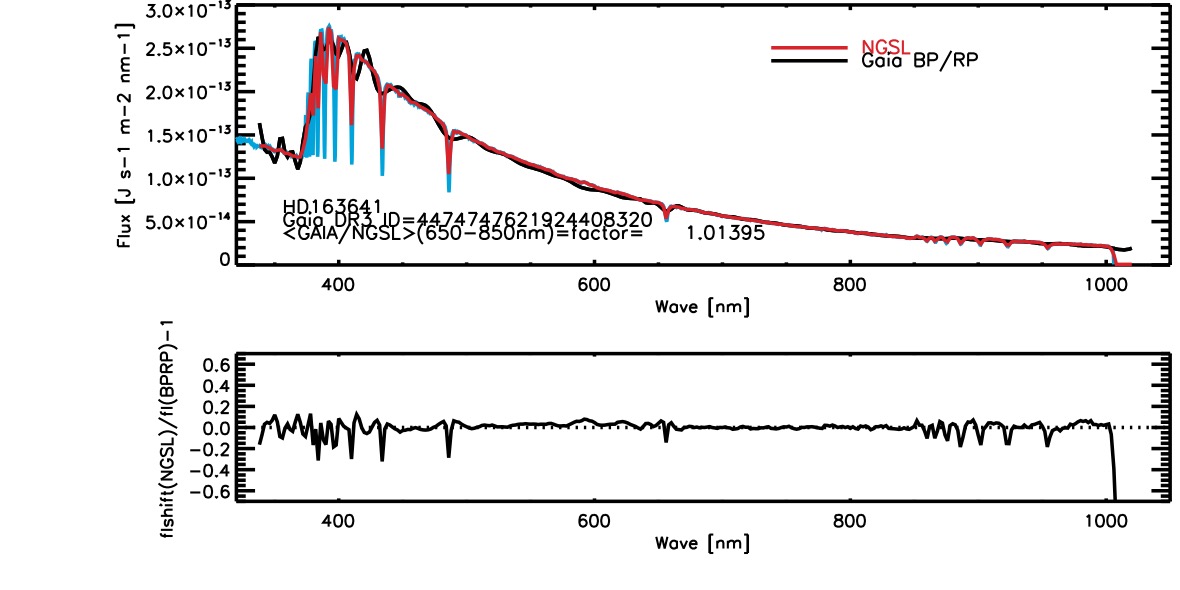 3.0×10−13
2.5×10−13
2.0×10−13
1.5×10−13
1.0×10−13
5.0×10−14
0
Flux [J s−1 m−2 nm−1]
NGSL
Gaia BP/RP
HD163641
Gaia DR3 ID=4474747621924408320
<GAIA/NGSL>(650−850nm)=factor= 1.01395
400 600 800 1000
Wave [nm]
flshift(NGSL)/fl(BPRP)−1
0.6
0.4
0.2
0.0
−0.2
−0.4
−0.6
400 600 800 1000
Wave [nm]